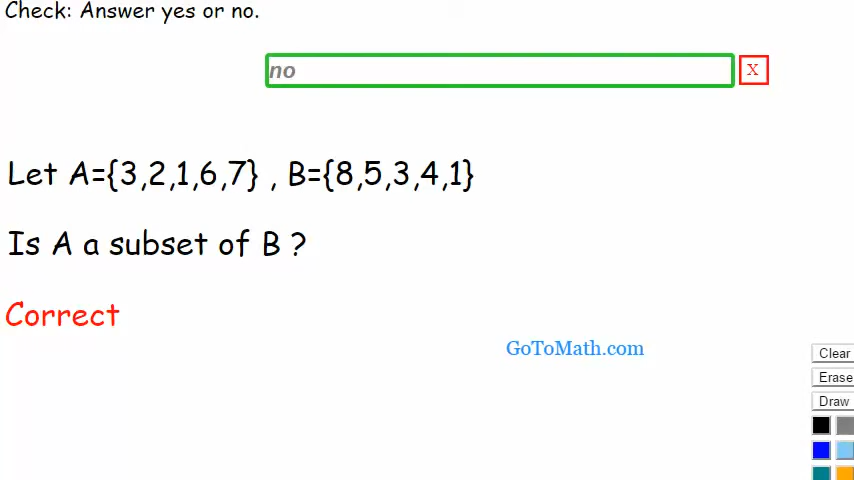 Check: Answer yes or no.
no
X
Let A={3,2,1,6,7} , B={8,5,3,4,1}
Is A a subset of B ?
Correct
GoToMath.com
Clear
Erase
Draw